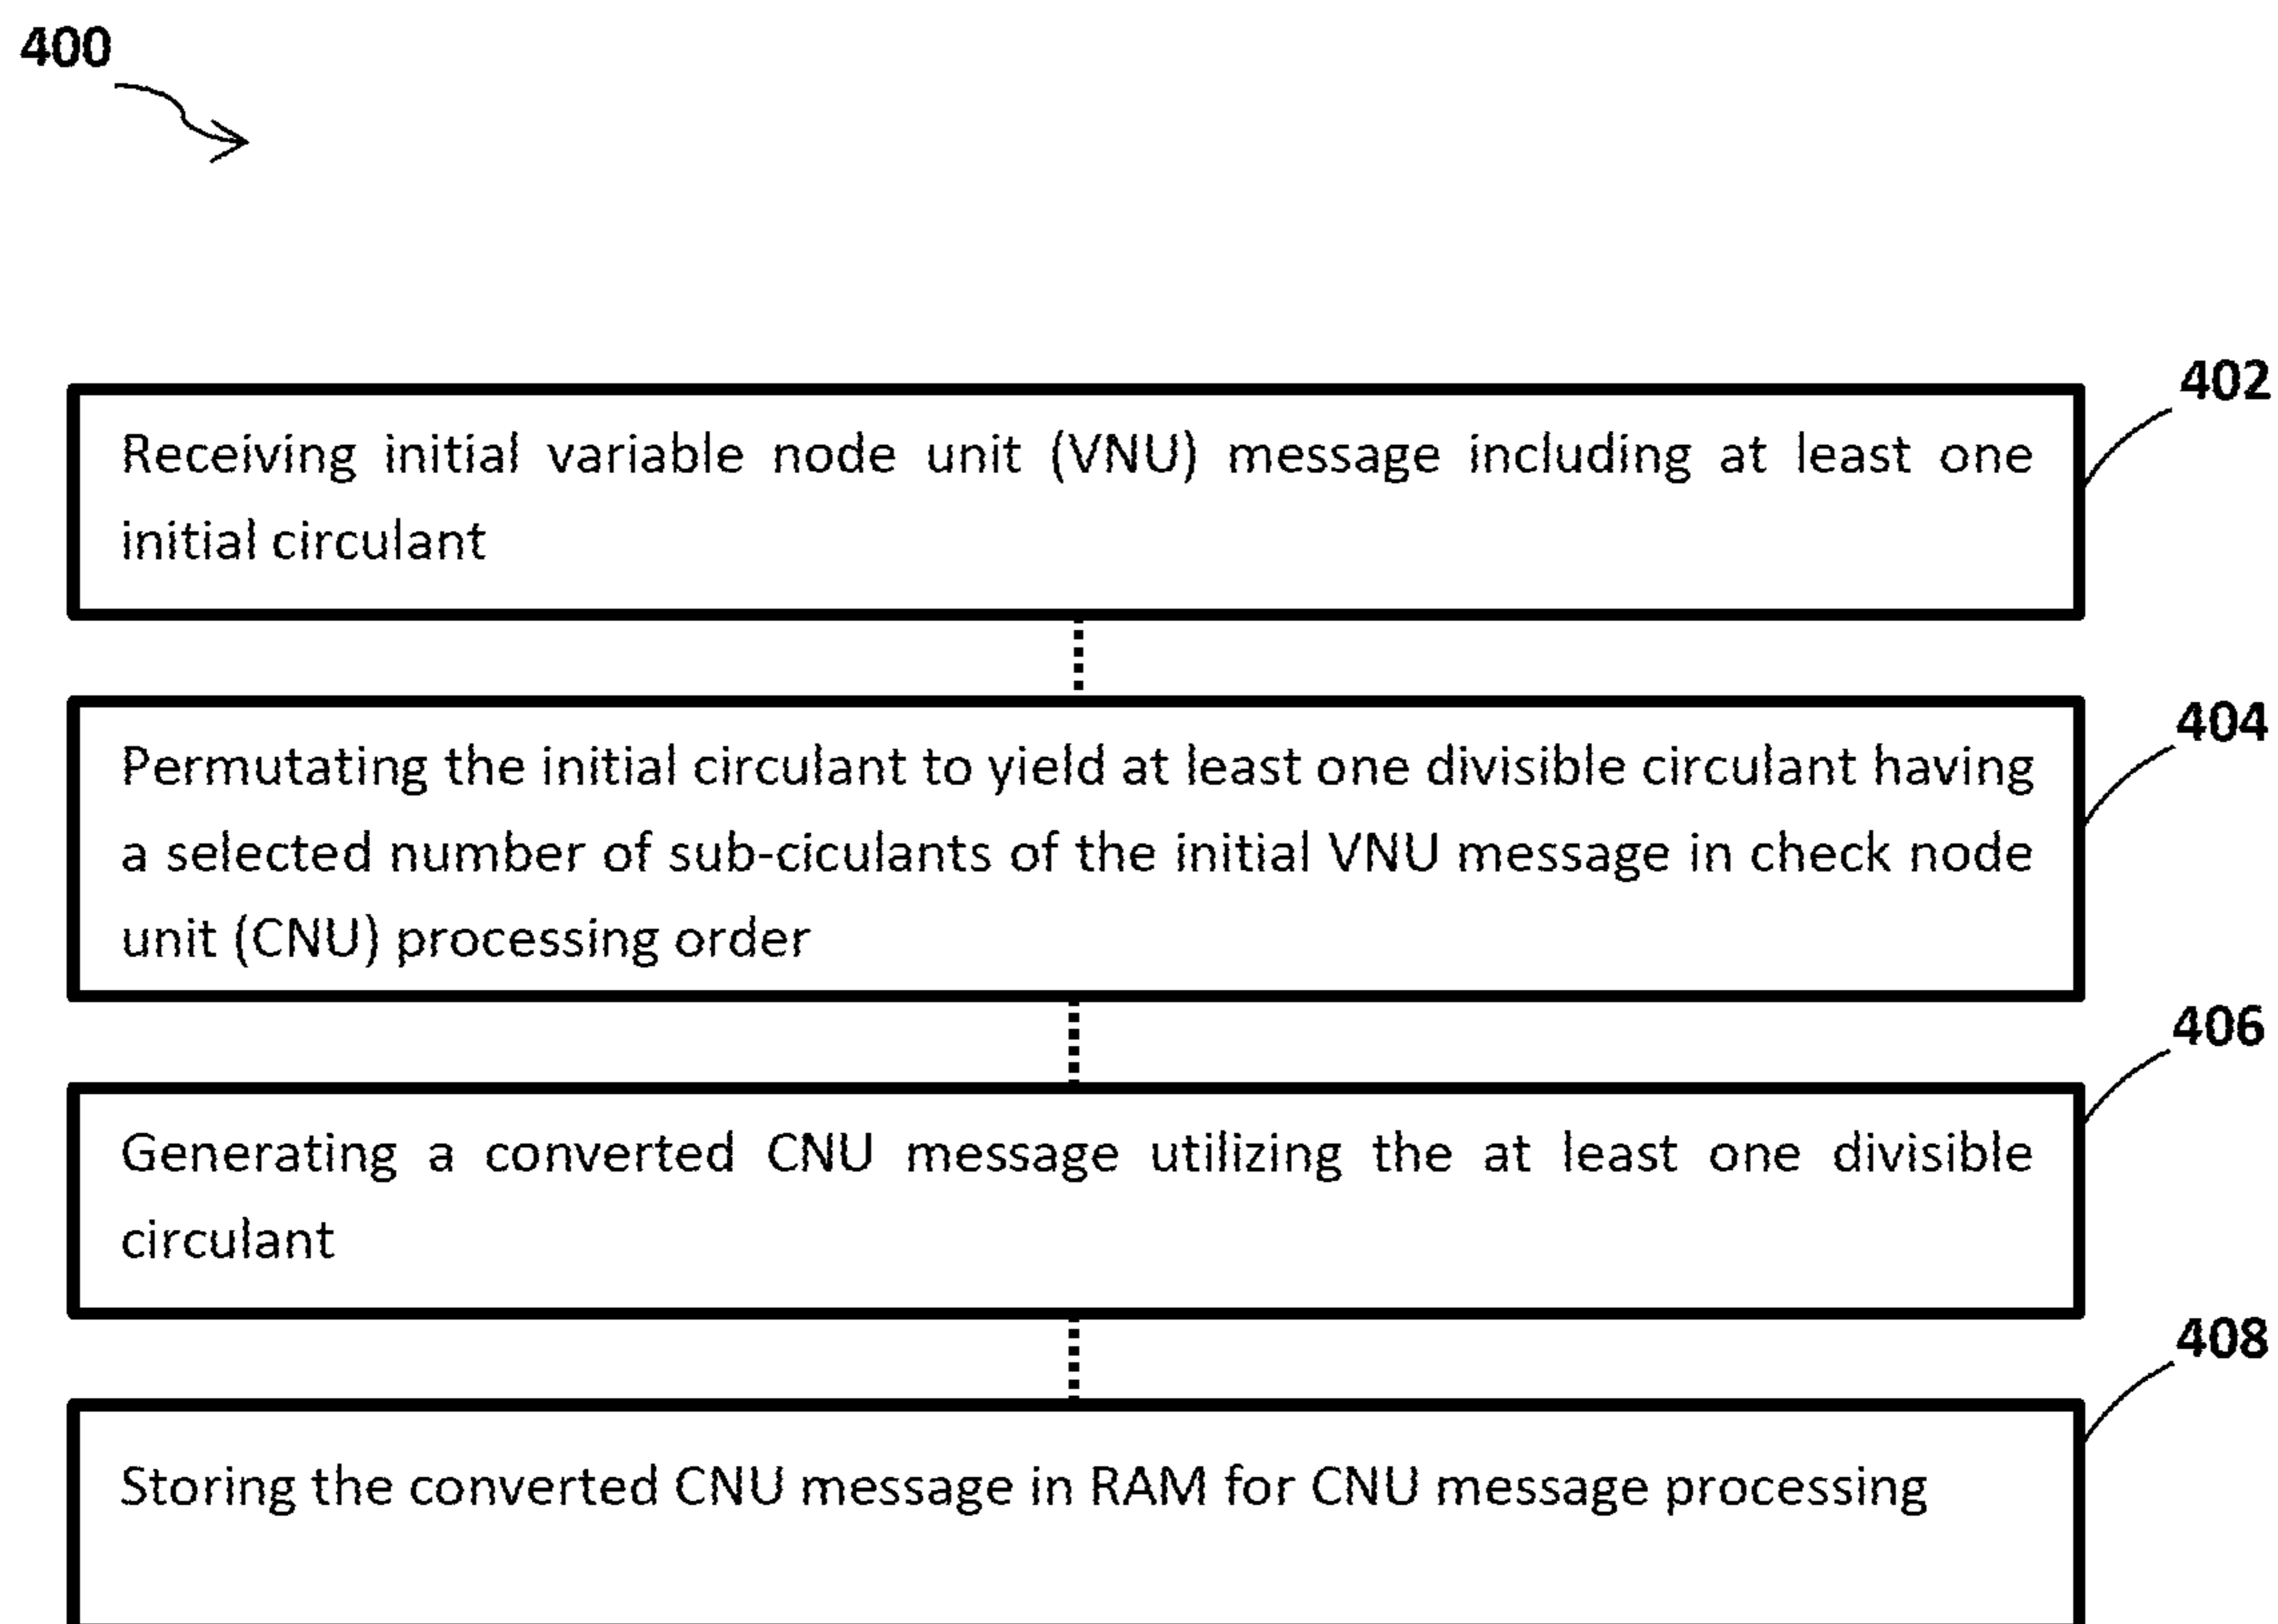 400
402
Receiving initial variable node unit (VNU) message including at least one
initial circulant
404
Permutating the initial circulant to yield at least one divisible circulant having
a selected number of sub-ciculants of the initial VNU message in check node
unit (CNU) processing order
406
Generating a converted CNU message utilizing the at least one divisible
circulant
408
Storing the converted CNU message in RAM for CNU message processing